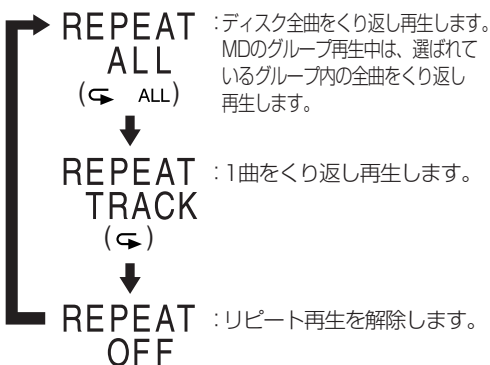 REPEAT :ディスク全曲をくり返し再生します。
ALL MDのグループ再生中は、選ばれて
(ALL) いるグループ内の全曲をくり返し
再生します。
REPEAT :1曲をくり返し再生します。
TRACK
REPEAT :リピート再生を解除します。
OFF